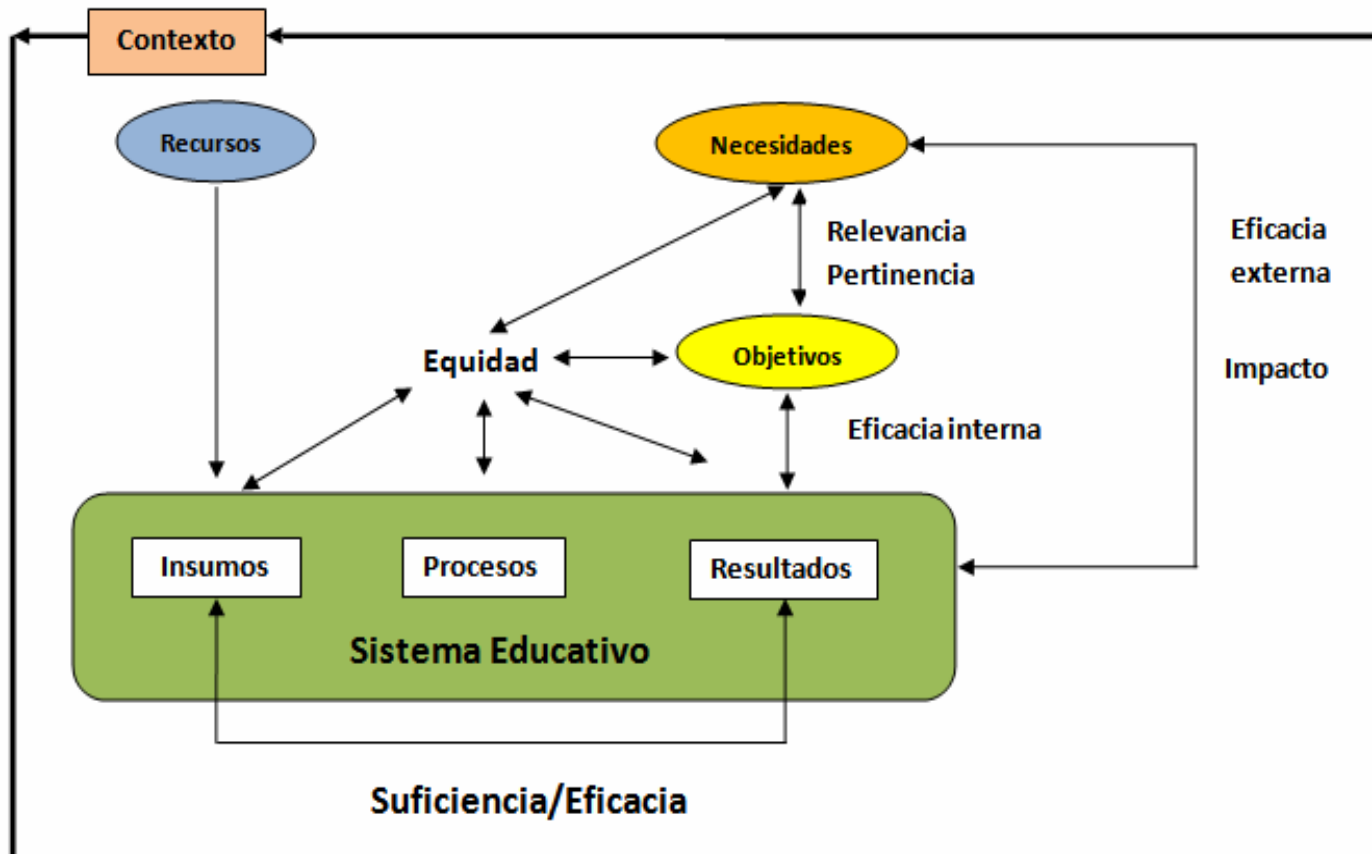 Contexto
Recursos
Necesidades
Relevancia
Pertinencia
Eficacia
externa
Equidad
Objetivos
Impacto
Eficacia interna
Insumos
Procesos
Resultados
Sistema Educativo
Suficiencia/Eficacia